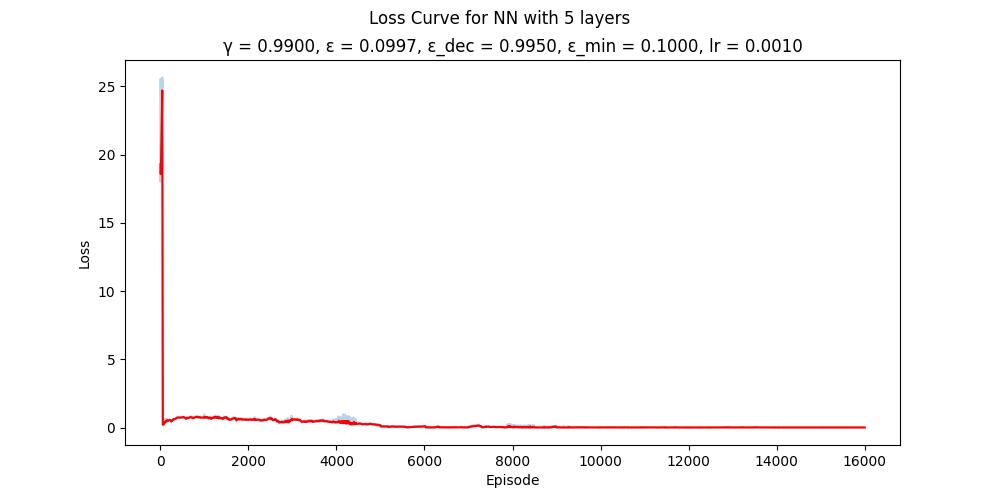 Loss Curve for NN with 5 layers
γ = 0.9900, ε = 0.0997, ε_dec = 0.9950, ε_min = 0.1000, lr = 0.0010
25
20
15
10
5
0
Loss
0 2000 4000 6000 8000 10000 12000 14000 16000
Episode